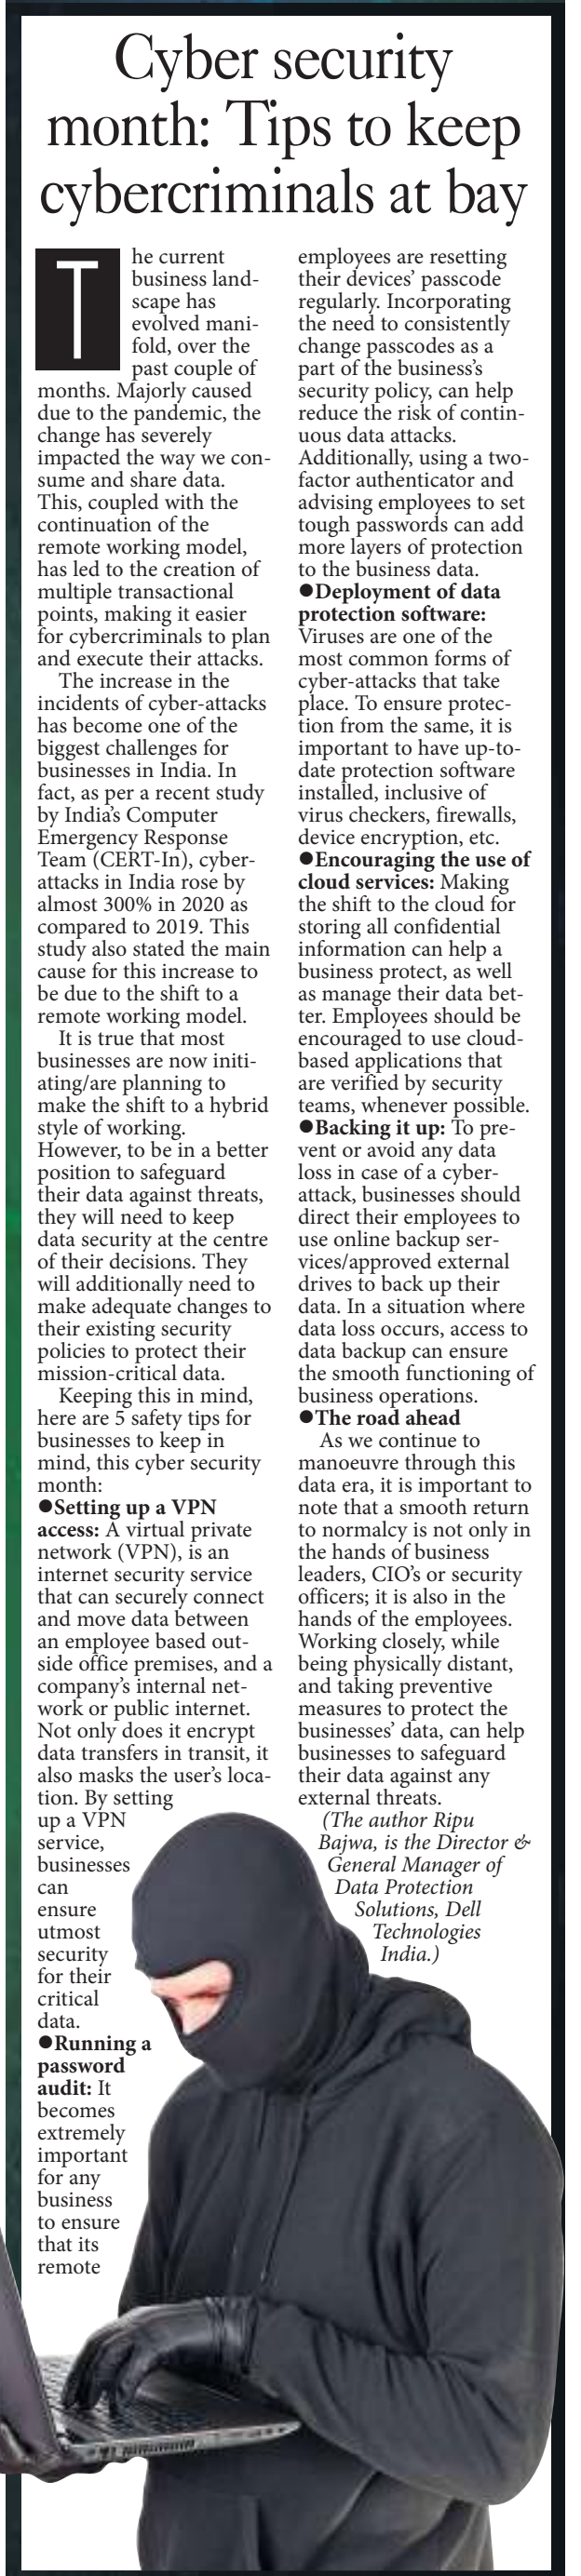 Cyber security
month: Tips to keep
cybercriminals at bay
The current
business land-
scape has
evolved mani-
fold, over the
past couple of
months. Majorly caused
due to the pandemic, the
change has severely
impacted the way we con-
sume and share data.
This, coupled with the
continuation of the
remote working model,
has led to the creation of
multiple transactional
points, making it easier
for cybercriminals to plan
and execute their attacks.
The increase in the
incidents of cyber-attacks
has become one of the
biggest challenges for
businesses in India. In
fact, as per a recent study
by India's Computer
Emergency Response
Team (CERT-In), cyber-
attacks in India rose by
almost 300% in 2020 as
compared to 2019. This
study also stated the main
cause for this increase to
be due to the shift to a
remote working model.
It is true that most
businesses are now initi-
ating/are planning to
make the shift to a hybrid
style of working.
However, to be in a better
position to safeguard
their data against threats,
they will need to keep
data security at the centre
of their decisions. They
will additionally need to
make adequate changes to
their existing security
policies to protect their
mission-critical data.
Keeping this in mind,
here are 5 safety tips for
businesses to keep in
mind, this cyber security
month:
●Setting up a VPN
access: A virtual private
network (VPN), is an
internet security service
that can securely connect
and move data between
an employee based out-
side office premises, and a
company's internal net-
work or public internet.
Not only does it encrypt
data transfers in transit, it
also masks the user's loca-
tion. By setting
up a VPN
service,
businesses
can
ensure
utmost
security
for their
critical
data.
●Running a
password
audit: It
becomes
extremely
important
for any
business
to ensure
that its
remote
employees are resetting
their devices' passcode
regularly. Incorporating
the need to consistently
change passcodes as a
part of the business's
security policy, can help
reduce the risk of contin-
uous data attacks.
Additionally, using a two-
factor authenticator and
advising employees to set
tough passwords can add
more layers of protection
to the business data.
●Deployment of data
protection software:
Viruses are one of the
most common forms of
cyber-attacks that take
place. To ensure protec-
tion from the same, it is
important to have up-to-
date protection software
installed, inclusive of
virus checkers, firewalls,
device encryption, etc.
●Encouraging the use of
cloud services: Making
the shift to the cloud for
storing all confidential
information can help a
business protect, as well
as manage their data bet-
ter. Employees should be
encouraged to use cloud-
based applications that
are verified by security
teams, whenever possible.
●Backing it up: To pre-
vent or avoid any data
loss in case of a cyber-
attack, businesses should
direct their employees to
use online backup ser-
vices/approved external
drives to back up their
data. In a situation where
data loss occurs, access to
data backup can ensure
the smooth functioning of
business operations.
●The road ahead
As we continue to
manoeuvre through this
data era, it is important to
note that a smooth return
to normalcy is not only in
the hands of business
leaders, CIO's or security
officers; it is also in the
hands of the employees.
Working closely, while
being physically distant,
and taking preventive
measures to protect the
businesses' data, can help
businesses to safeguard
their data against any
external threats.
(The author Ripu
Bajwa, is the Director &
General Manager of
Data Protection
Solutions, Dell
Technologies
India.)